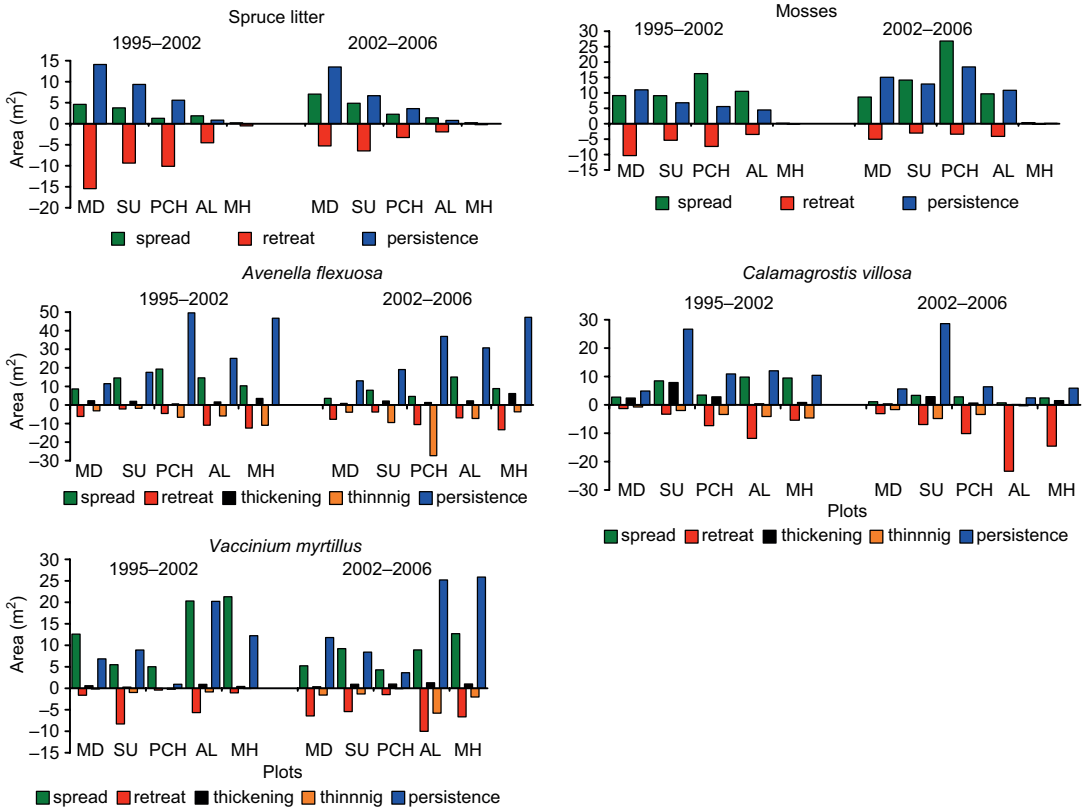 Spruce litter
1995–2002 2002–2006
Area (m²)
15
10
5
0
–5
–10
–15
–20
MD SU PCH AL MH MD SU PCH AL MH
spread retreat persistence
Mosses
1995–2002 2002–2006
30
25
20
15
10
5
0
–5
–10
–15
MD SU PCH AL MH MD SU PCH AL MH
spread retreat persistence
Avenella flexuosa
1995–2002 2002–2006
Area (m²)
50
40
30
20
10
0
–10
–20
–30
MD SU PCH AL MH MD SU PCH AL MH
spread retreat thickening thinnnig persistence
Calamagrostis villosa
1995–2002 2002–2006
30
20
10
0
–10
–20
–30
MD SU PCH AL MH MD SU PCH AL MH
Plots
spread retreat thickening thinnnig persistence
Vaccinium myrtillus
1995–2002 2002–2006
Area (m²)
30
25
20
15
10
5
0
–5
–10
–15
MD SU PCH AL MH MD SU PCH AL MH
Plots
spread retreat thickening thinnnig persistence